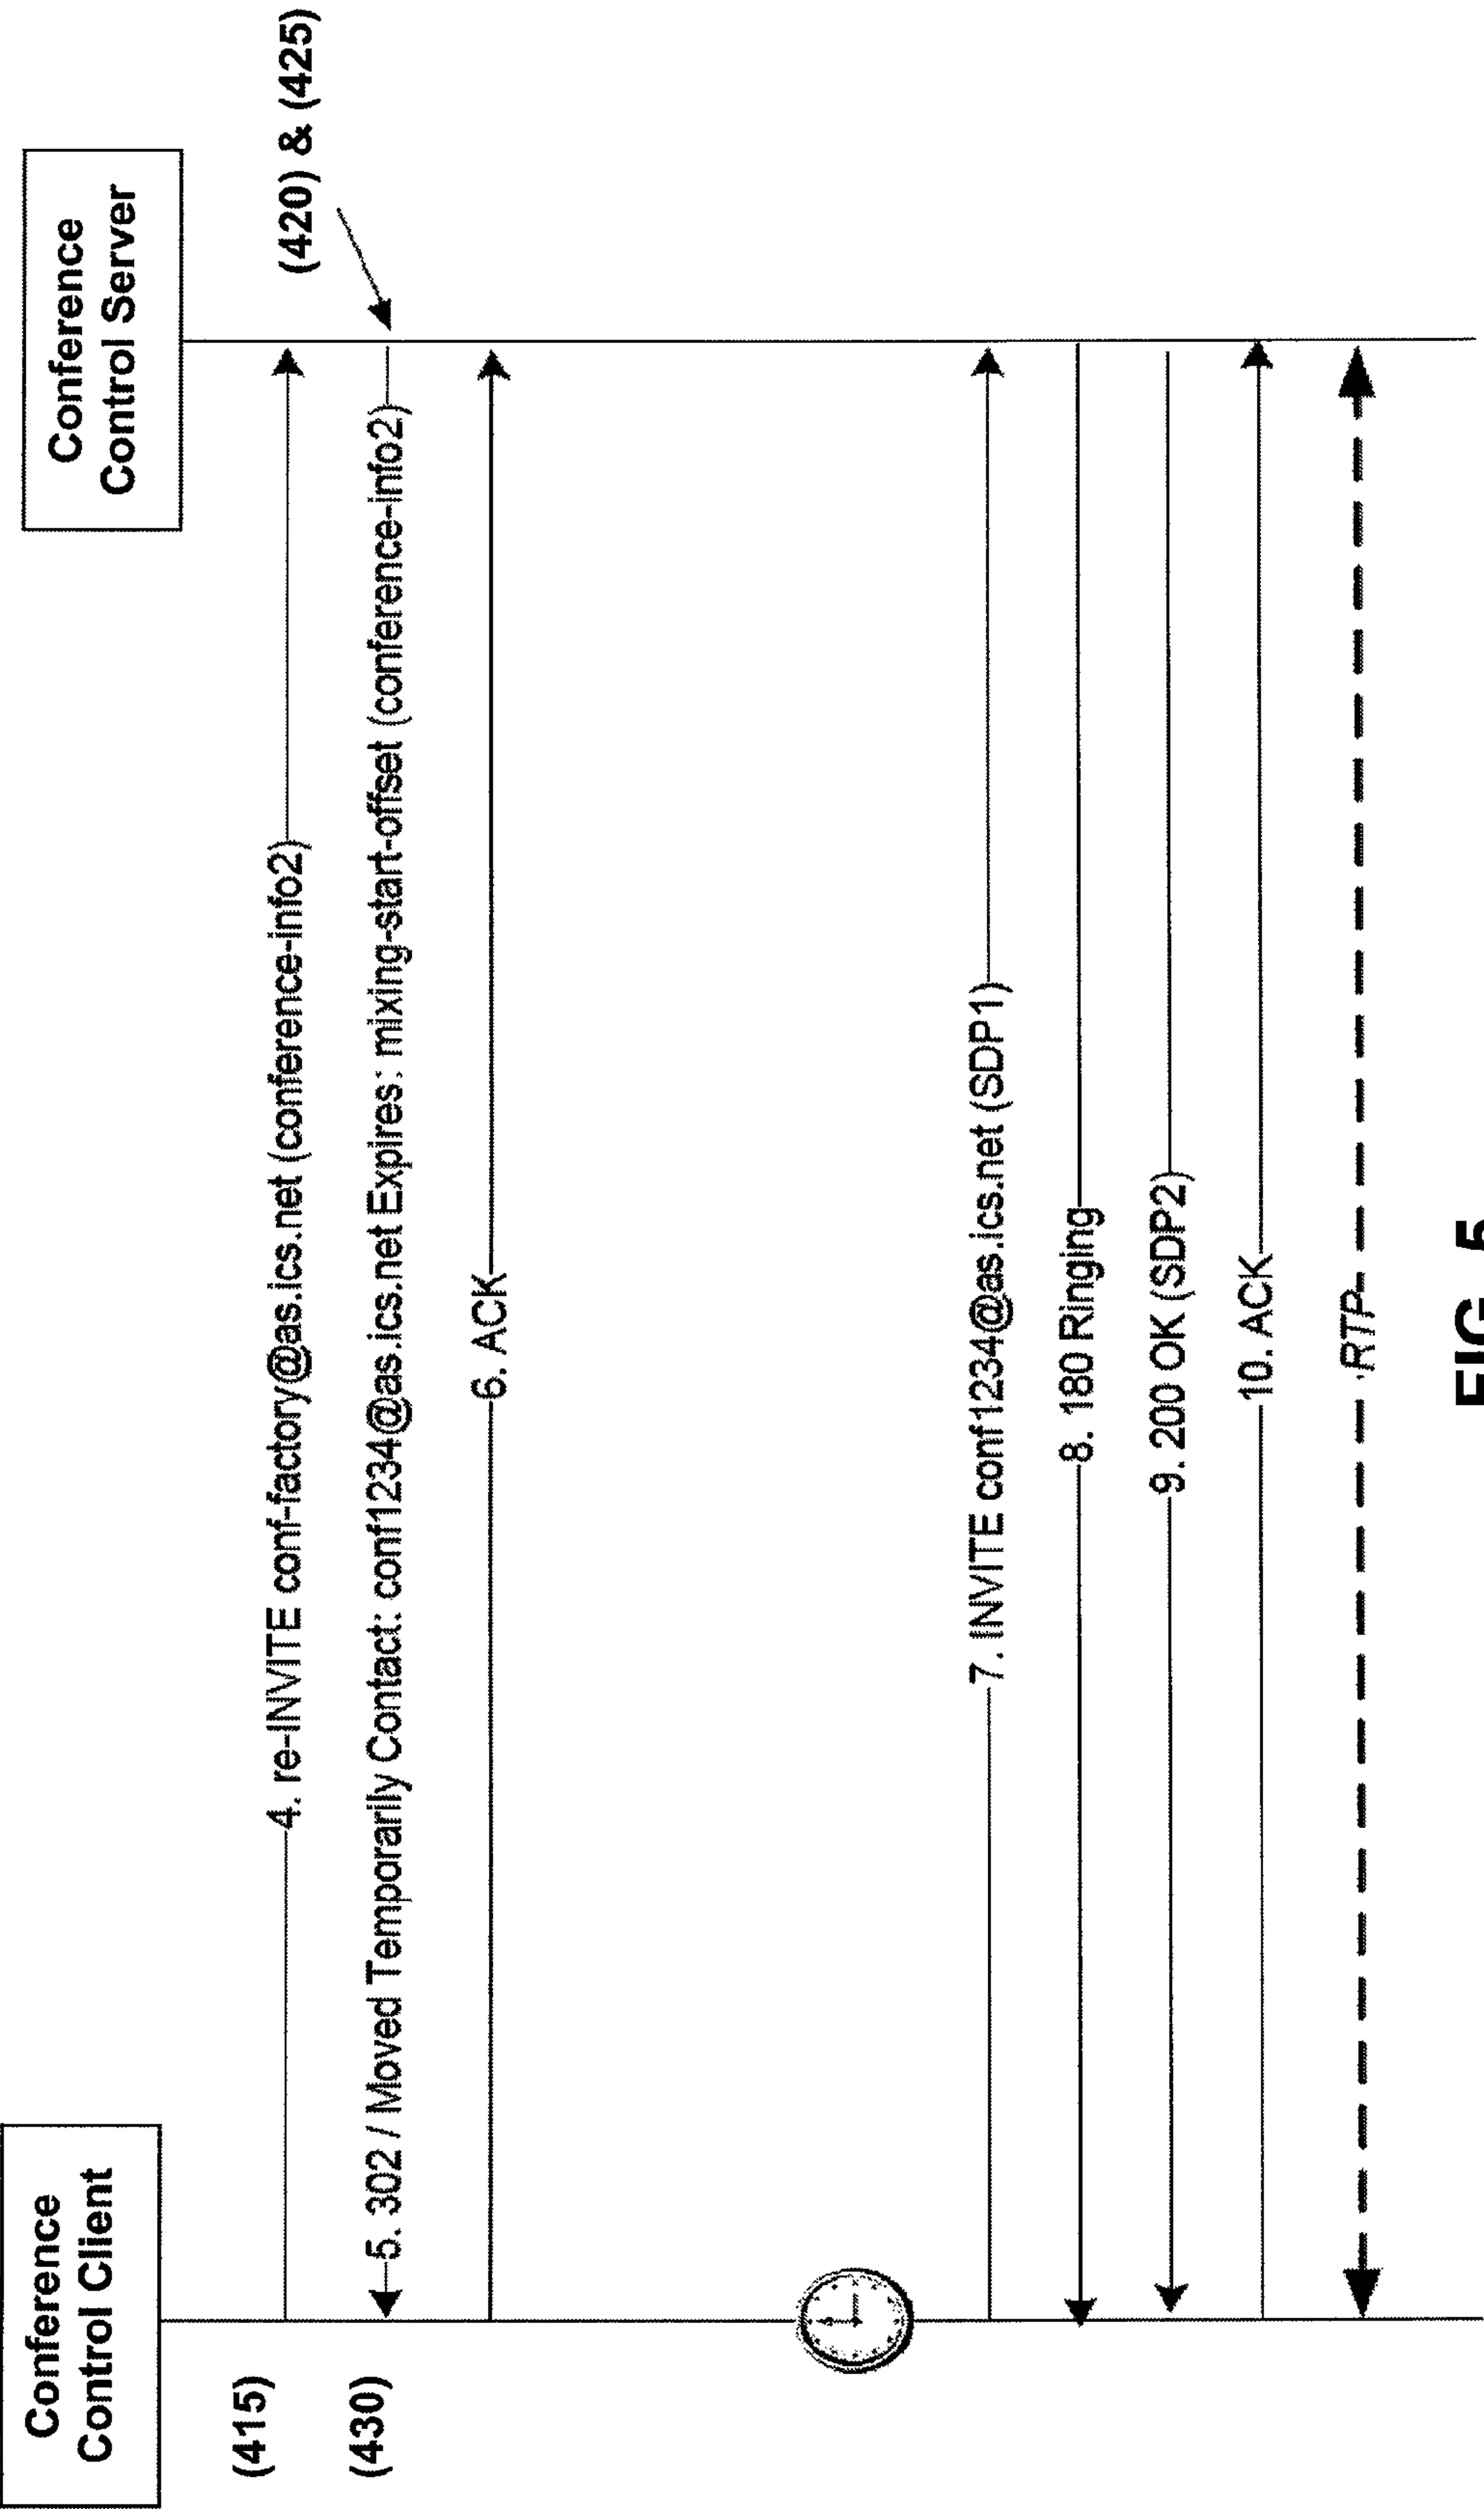 Conference
Control Client
Conference
Control Server
(415)
4. re-INVITE conf-factory@as.ics.net (conference-info2)
(420) & (425)
(430)
5. 302 / Moved Temporarily Contact: conf1234@as.ics.net Expires: mixing-start-offset (conference-info2)
6. ACK
7. INVITE conf1234@as.ics.net (SDP1)
8. 180 Ringing
9. 200 OK (SDP2)
10. ACK
RTP
FIG. 5